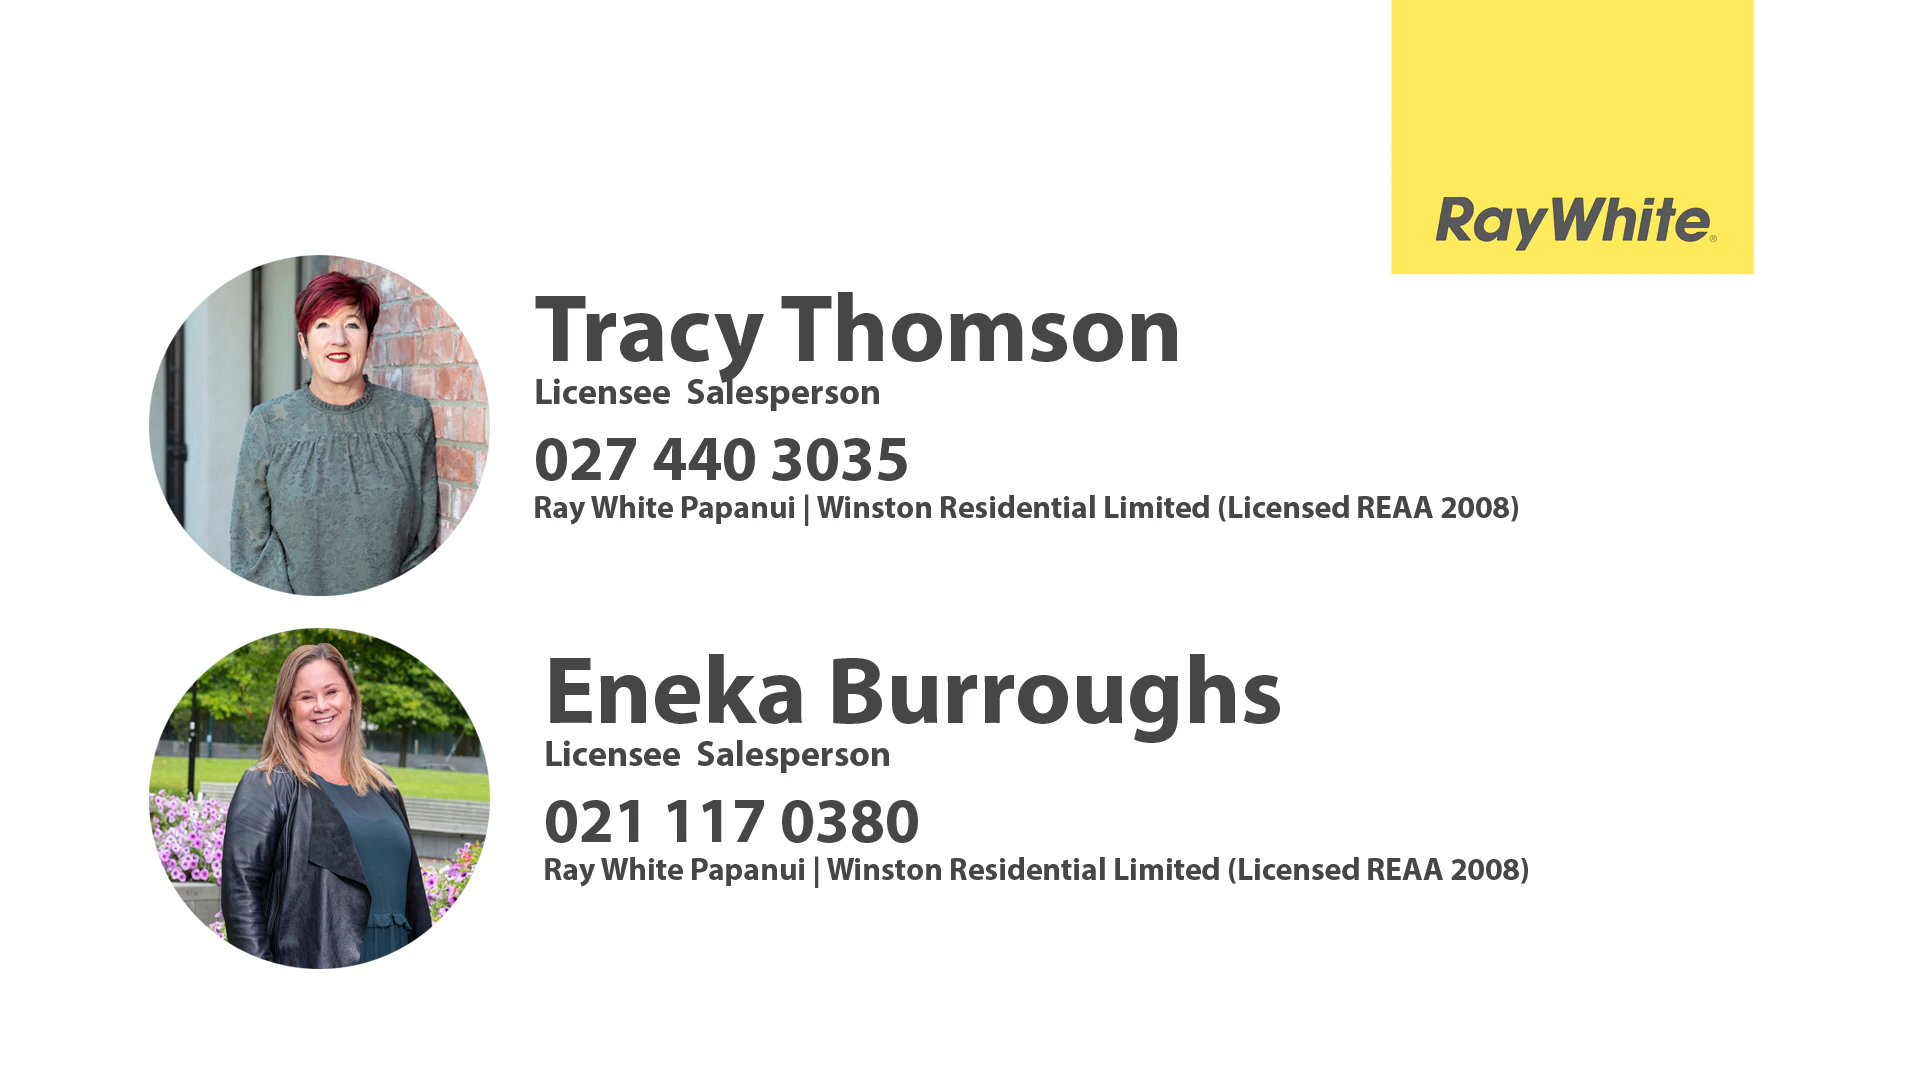 RayWhite®
Tracy Thomson
Licensee Salesperson
027 440 3035
Ray White Papanui | Winston Residential Limited (Licensed REAA 2008)
Eneka Burroughs
Licensee Salesperson
021 117 0380
Ray White Papanui | Winston Residential Limited (Licensed REAA 2008)